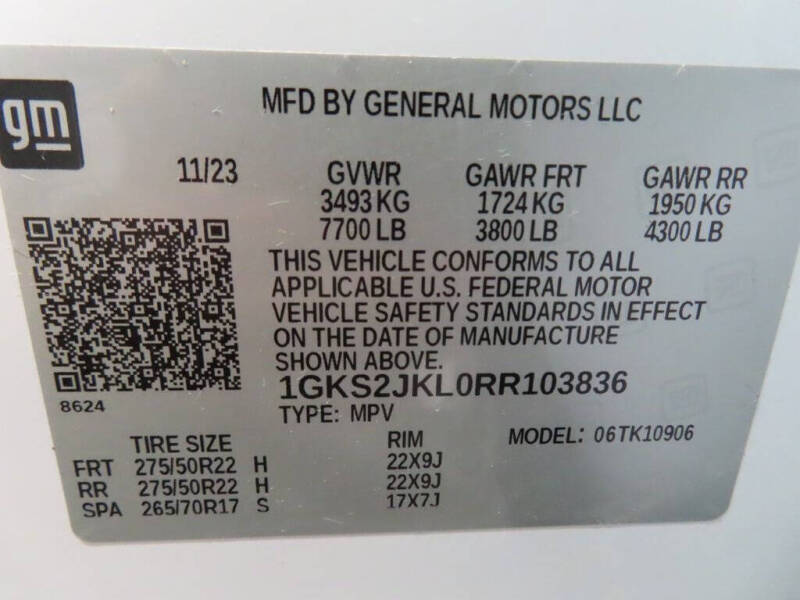 gm
MFD BY GENERAL MOTORS LLC
11/23 GVWR GAWR FRT GAWR RR
3493 KG 1724 KG 1950 KG
7700 LB 3800 LB 4300 LB
THIS VEHICLE CONFORMS TO ALL
APPLICABLE U.S. FEDERAL MOTOR
VEHICLE SAFETY STANDARDS IN EFFECT
ON THE DATE OF MANUFACTURE
SHOWN ABOVE.
1GKS2JKL0RR103836
8624
TYPE: MPV
TIRE SIZE RIM MODEL: 06TK10906
FRT 275/50R22 H 22X9J
RR 275/50R22 H 22X9J
SPA 265/70R17 S 17X7J